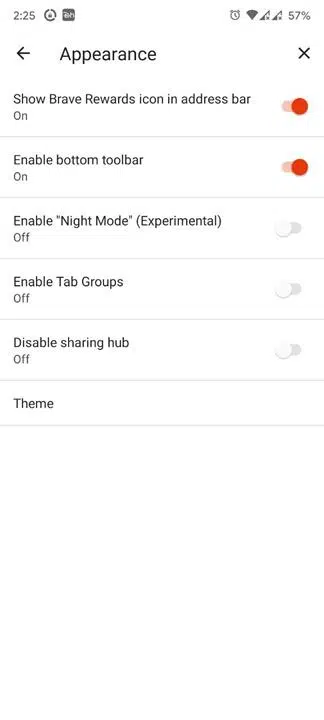 2:25 57%
Appearance
Show Brave Rewards icon in address bar
On
Enable bottom toolbar
On
Enable "Night Mode" (Experimental)
Off
Enable Tab Groups
Off
Disable sharing hub
Off
Theme